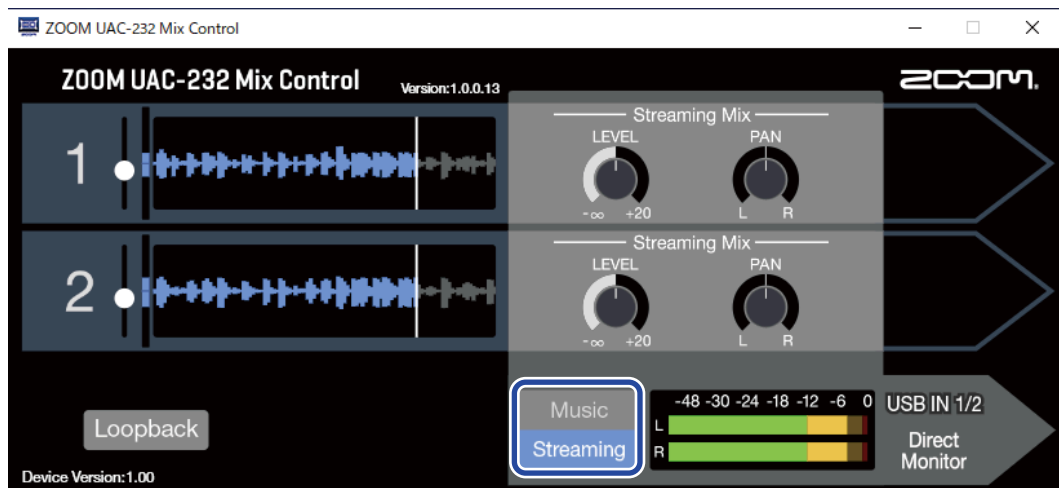 ZOOM UAC-232 Mix Control
ZOOM UAC-232 Mix Control
Version:1.0.0.13
ZOOM.
1
Streaming Mix
LEVEL
PAN
-∞ +20
L R
2
Streaming Mix
LEVEL
PAN
-∞ +20
L R
Loopback
Music
Streaming
-48 -30 -24 -18 -12 -6 0
L
R
USB IN 1/2
Direct
Monitor
Device Version:1.00